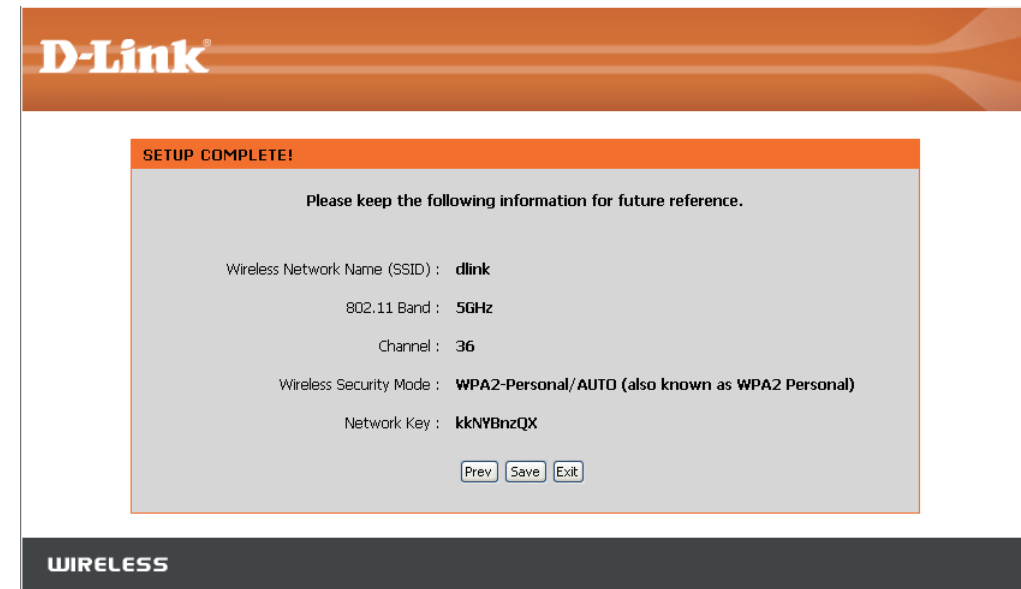 D-Link®
SETUP COMPLETE!
Please keep the following information for future reference.
Wireless Network Name (SSID) : dlink
802.11 Band : 5GHz
Channel : 36
Wireless Security Mode : WPA2-Personal/AUTO (also known as WPA2 Personal)
Network Key : kkNYBnzQX
Prev Save Exit
WIRELESS